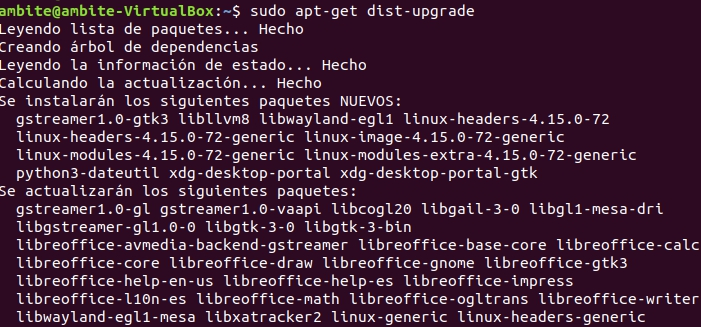 ambite@ambite-VirtualBox:~$ sudo apt-get dist-upgrade
Leyendo lista de paquetes... Hecho
Creando árbol de dependencias
Leyendo la información de estado... Hecho
Calculando la actualización... Hecho
Se instalarán los siguientes paquetes NUEVOS:
gstreamer1.0-gtk3 libllvm8 libwayland-egl1 linux-headers-4.15.0-72
linux-headers-4.15.0-72-generic linux-image-4.15.0-72-generic
linux-modules-4.15.0-72-generic linux-modules-extra-4.15.0-72-generic
python3-dateutil xdg-desktop-portal xdg-desktop-portal-gtk
Se actualizarán los siguientes paquetes:
gstreamer1.0-gl gstreamer1.0-vaapi libcogl20 libgail-3-0 libgl1-mesa-dri
libgstreamer-gl1.0-0 libgtk-3-0 libgtk-3-bin
libreoffice-avmedia-backend-gstreamer libreoffice-base-core libreoffice-calc
libreoffice-core libreoffice-draw libreoffice-gnome libreoffice-gtk3
libreoffice-help-en-us libreoffice-help-es libreoffice-impress
libreoffice-l10n-es libreoffice-math libreoffice-ogltrans libreoffice-writer
libwayland-egl1-mesa libxatracker2 linux-generic linux-headers-generic